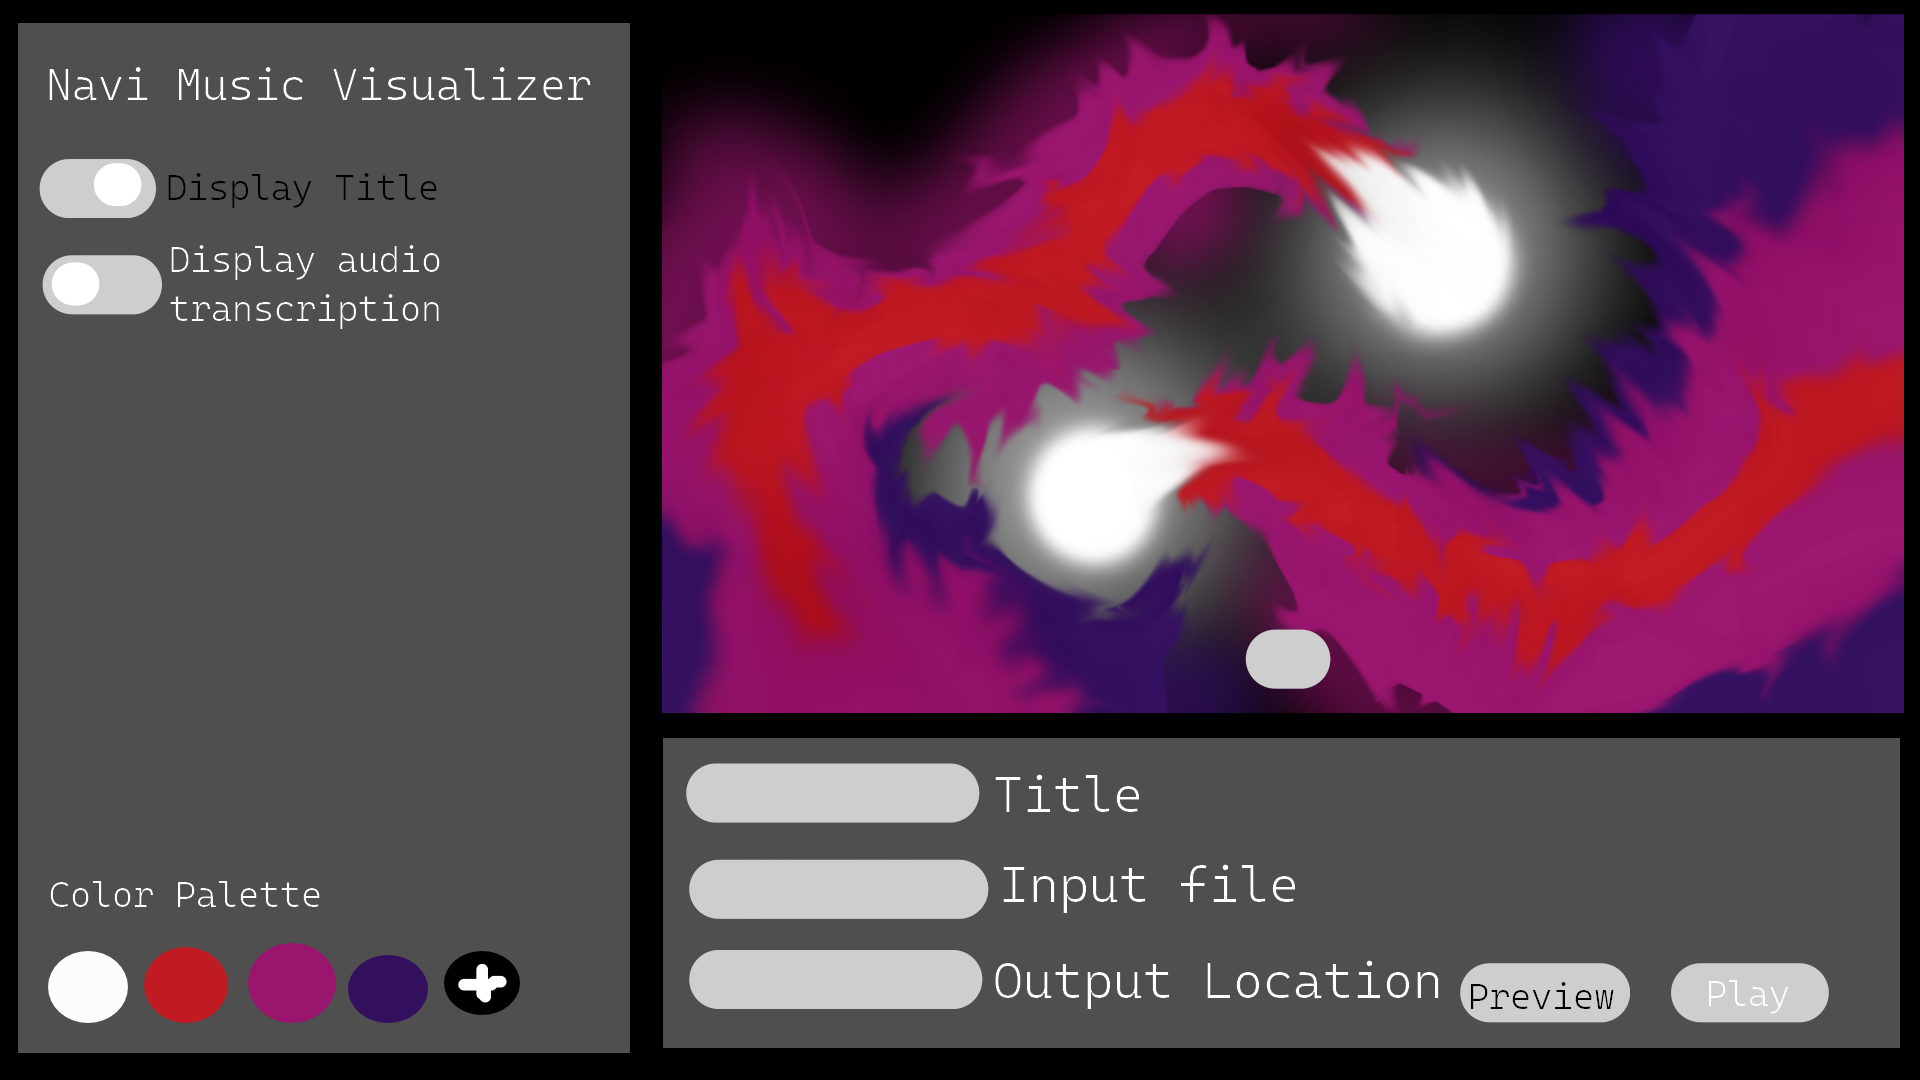 Navi Music Visualizer
Display Title
Display audio
transcription
Color Palette
Title
Input file
Output Location
Preview
Play